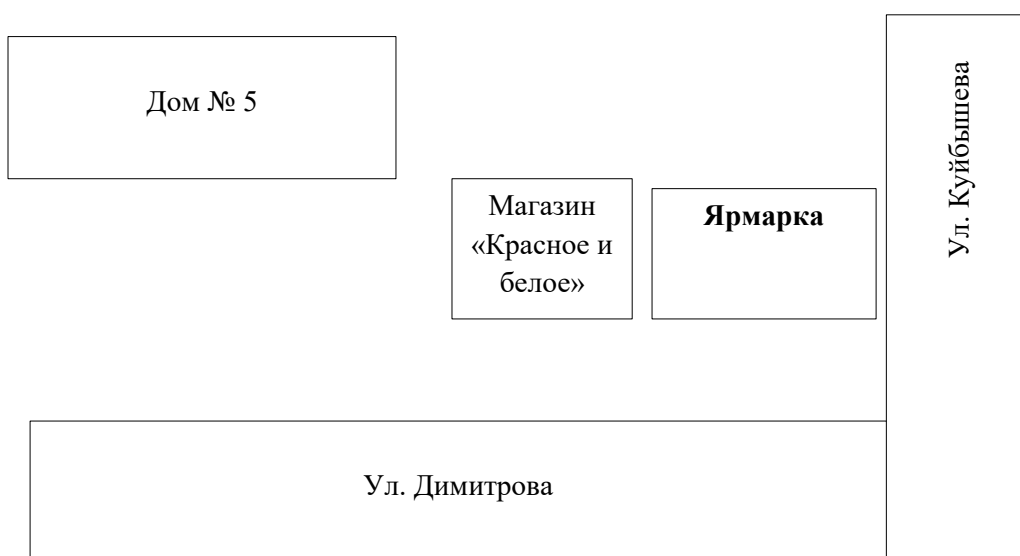 Дом № 5
Ул. Куйбышева
Магазин
«Красное и
белое»
Ярмарка
Ул. Димитрова